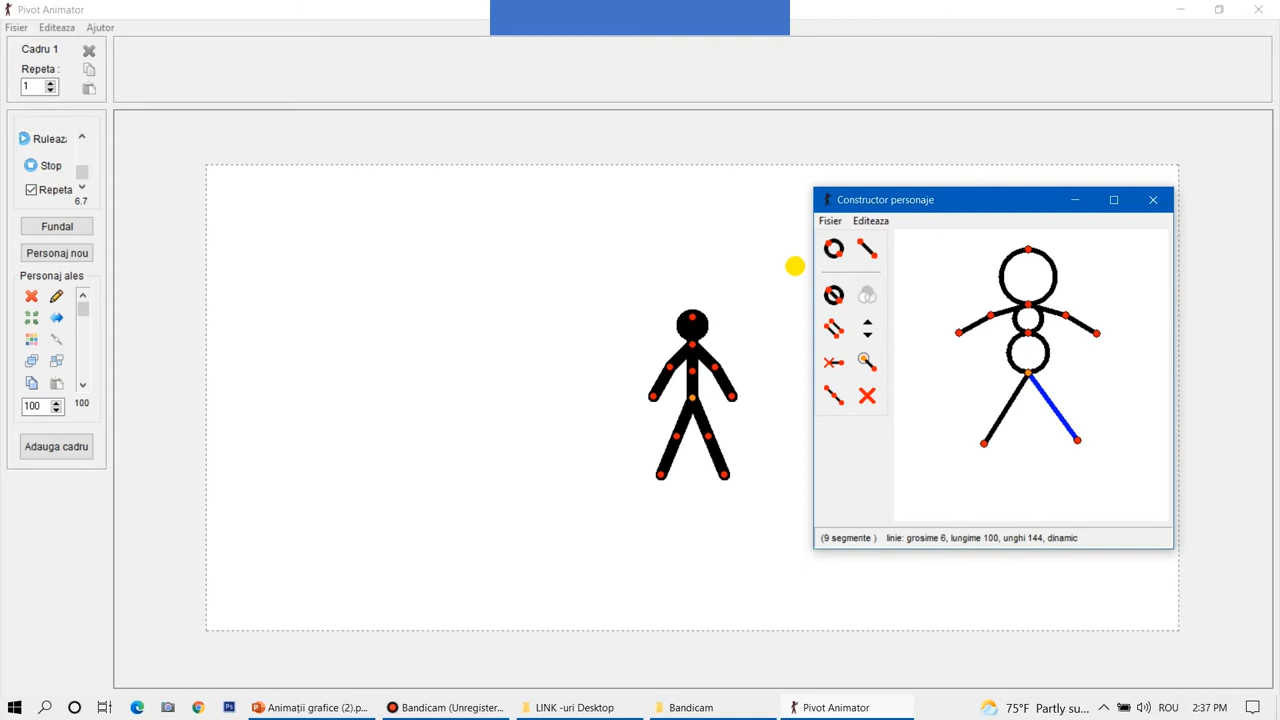 Pivot Animator
Fisier Editeaza Ajutor
Cadru 1
Repeta :
1
Rulează
Stop
Repeta
6.7
Fundal
Personaj nou
Personaj ales
100 100
Adauga cadru
Constructor personaje
Fisier Editeaza
(9 segmente ) linie: grosime 6, lungime 100, unghi 144, dinamic
Animații grafice (2).p...
Bandicam (Unregister...
LINK -uri Desktop
Bandicam
Pivot Animator
75°F Partly su...
ROU
2:37 PM